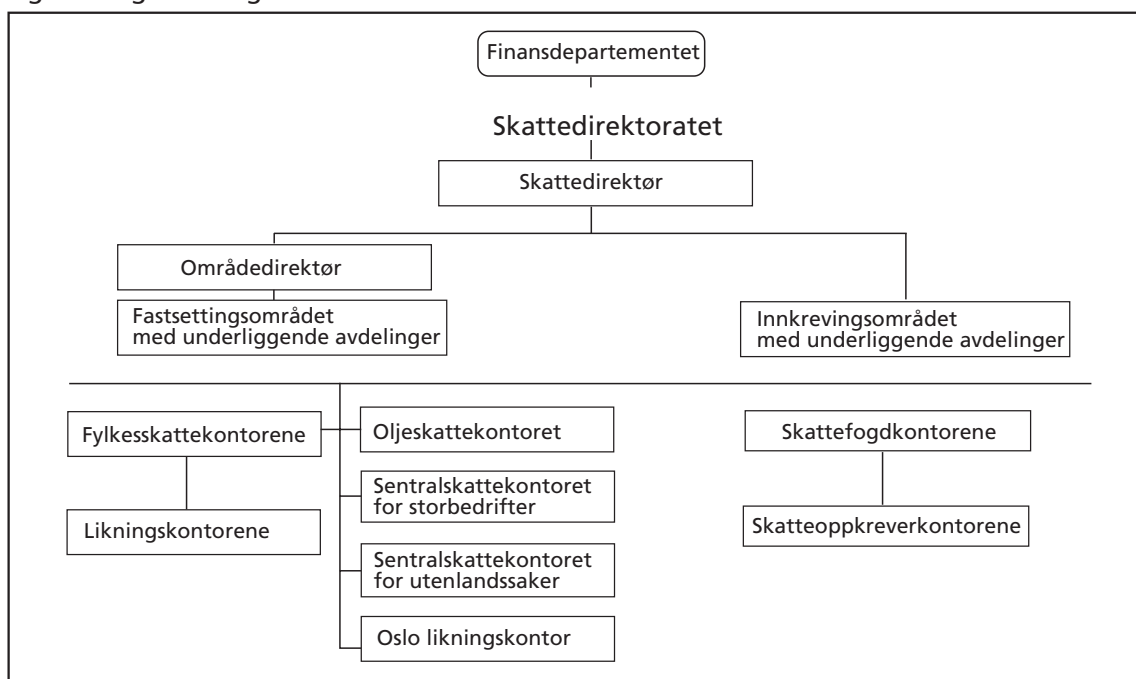 Finansdepartementet
Skattedirektoratet
Skattedirektør
Områdedirektør
Fastsettingsområdet
med underliggende avdelinger
Innkrevingsområdet
med underliggende avdelinger
Fylkesskattekontorene
Oljeskattekontoret
Skattefogdkontorene
Sentralskattekontoret
for storbedrifter
Likningskontorene
Skatteoppkreverkontorene
Sentralskattekontoret
for utenlandssaker
Oslo likningskontor